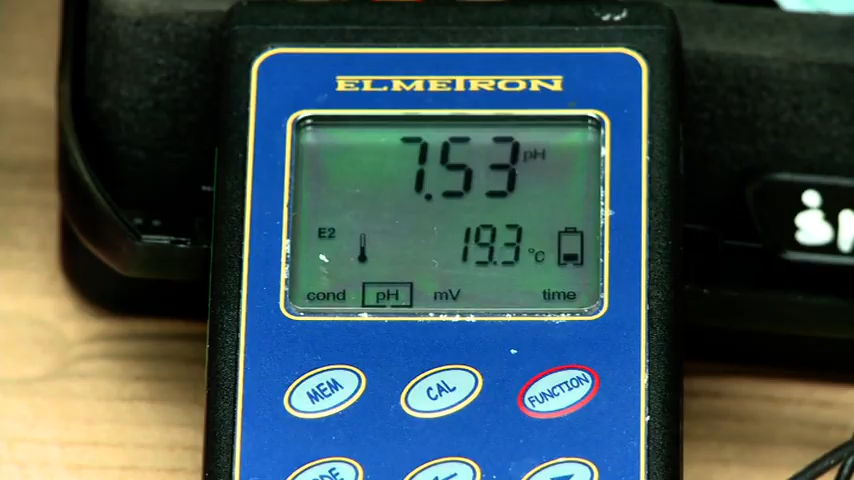 ELMETRON
7.53 pH
E2
19.3 °C
cond pH mV time
MEM CAL FUNCTION